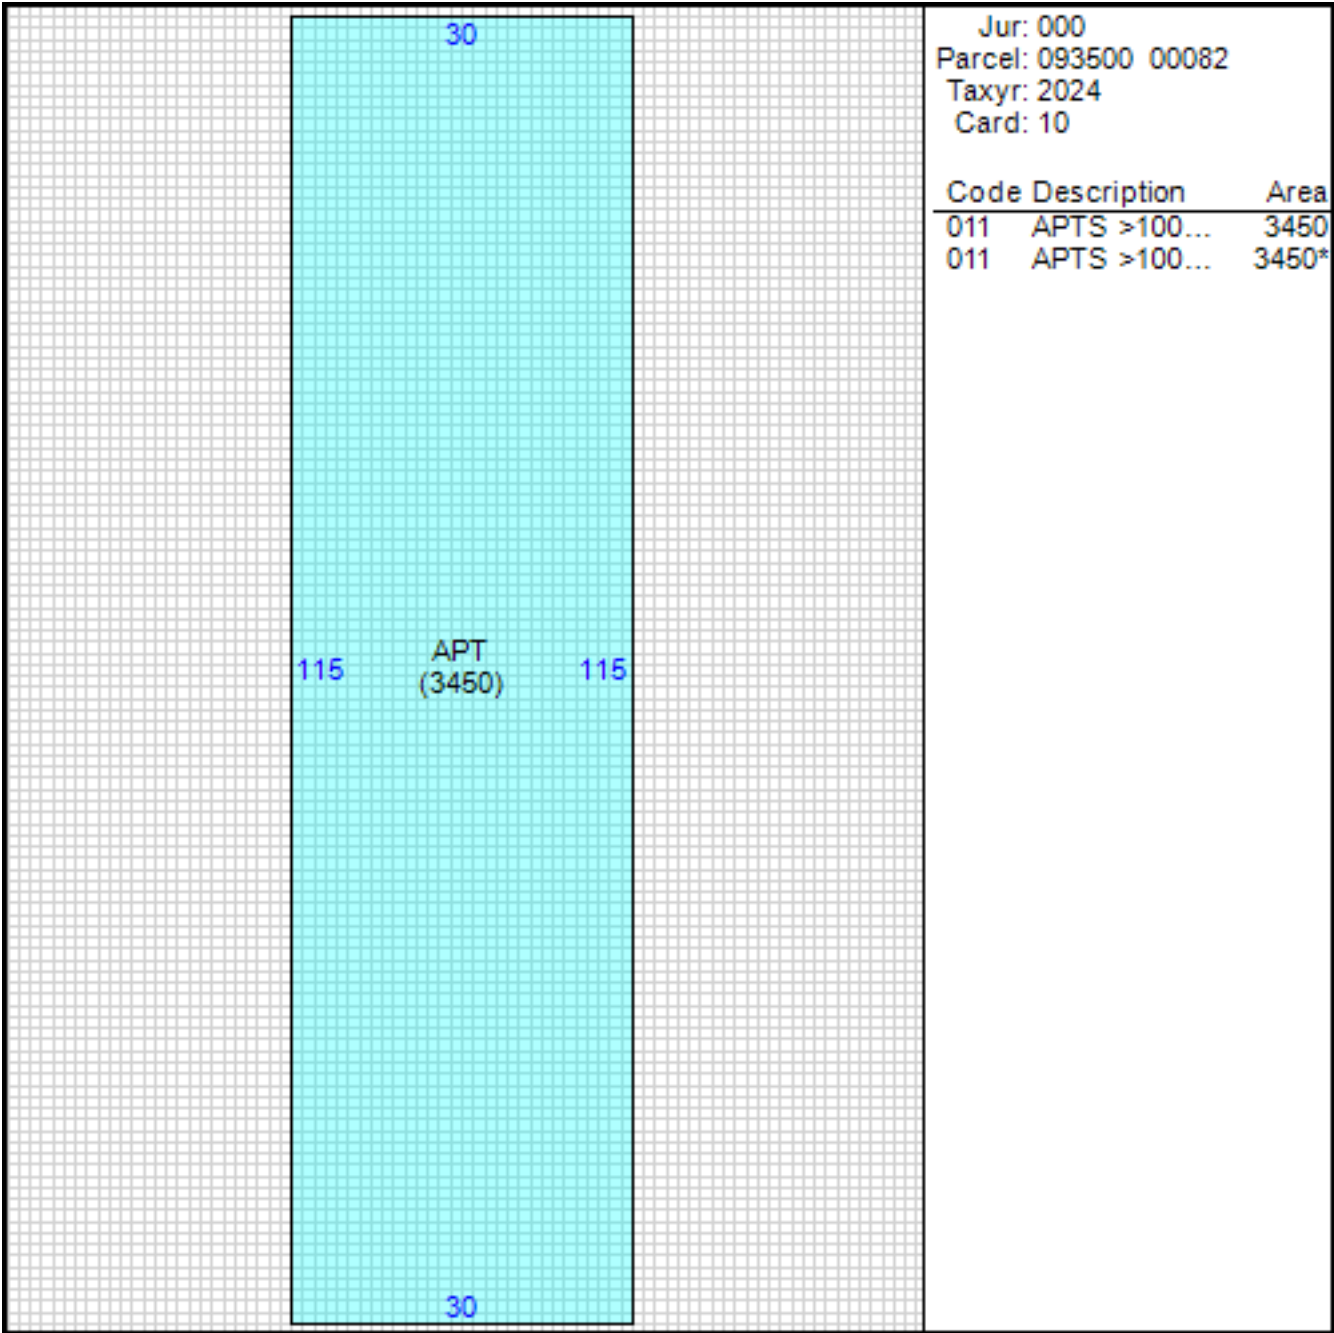 30
115
APT
(3450)
115
30
Jur: 000
Parcel: 093500 00082
Taxyr: 2024
Card: 10
Code Description Area
011 APTS >100... 3450
011 APTS >100... 3450*